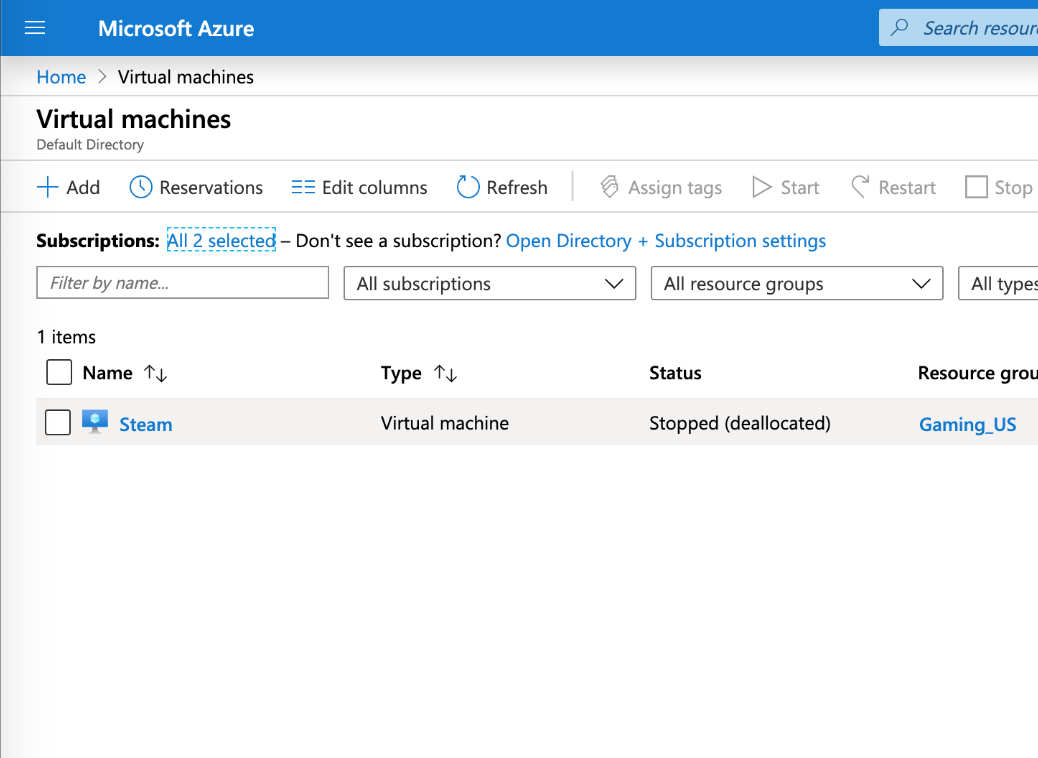 Microsoft Azure Search resour
Home > Virtual machines
Virtual machines
Default Directory
Add Reservations Edit columns Refresh Assign tags Start Restart Stop
Subscriptions: All 2 selected – Don't see a subscription? Open Directory + Subscription settings
Filter by name... All subscriptions All resource groups All types
1 items
Name Type Status Resource grou
Steam Virtual machine Stopped (deallocated) Gaming_US